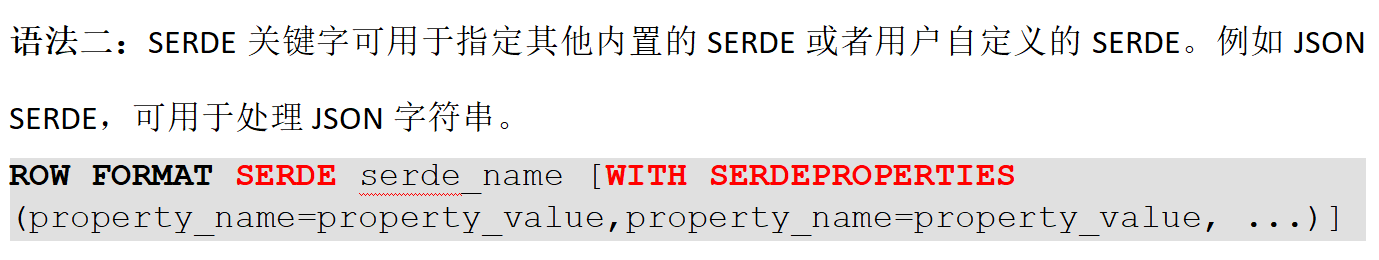 语法二：SERDE 关键字可用于指定其他内置的 SERDE 或者用户自定义的 SERDE。例如 JSON
SERDE，可用于处理 JSON 字符串。
ROW FORMAT SERDE serde_name [WITH SERDEPROPERTIES
(property_name=property_value,property_name=property_value, ...)]